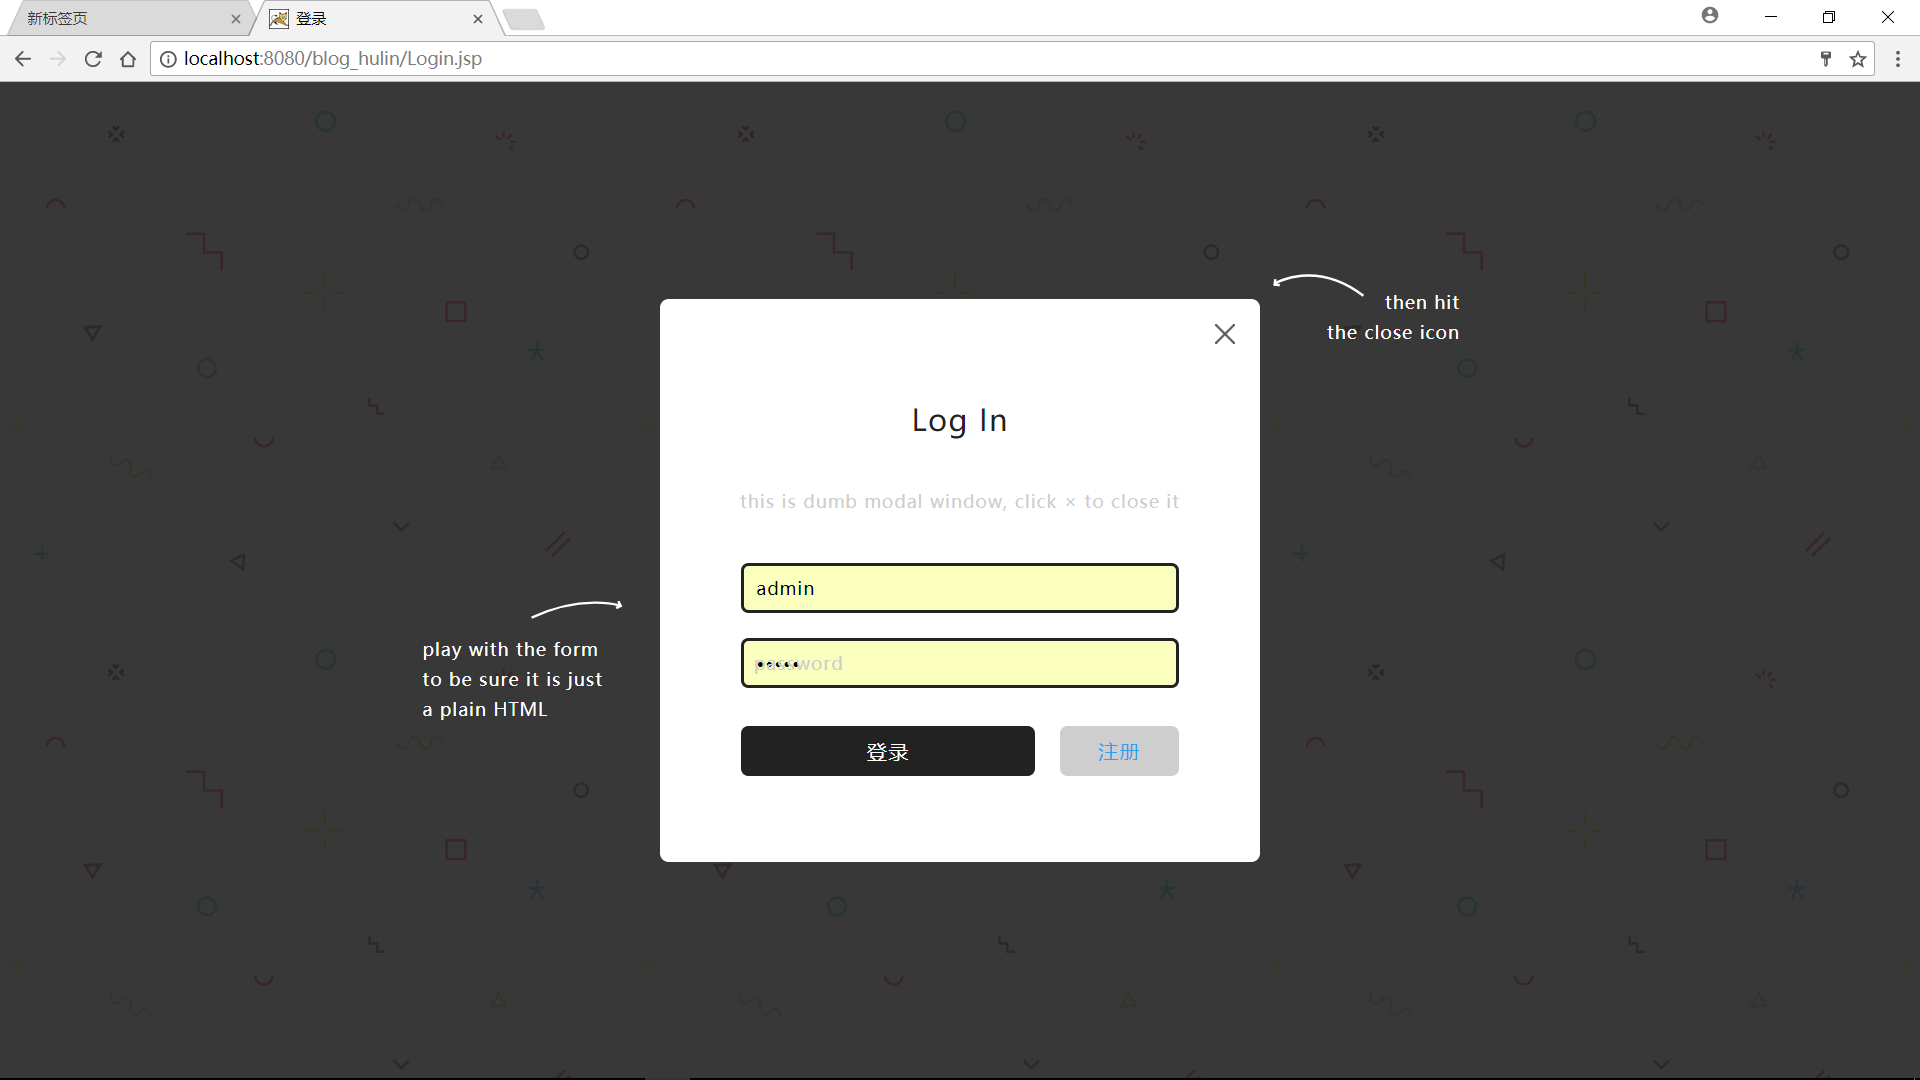 新标签页
登录
localhost:8080/blog_hulin/Login.jsp
then hit
the close icon
Log In
this is dumb modal window, click × to close it
admin
password
play with the form
to be sure it is just
a plain HTML
登录
注册